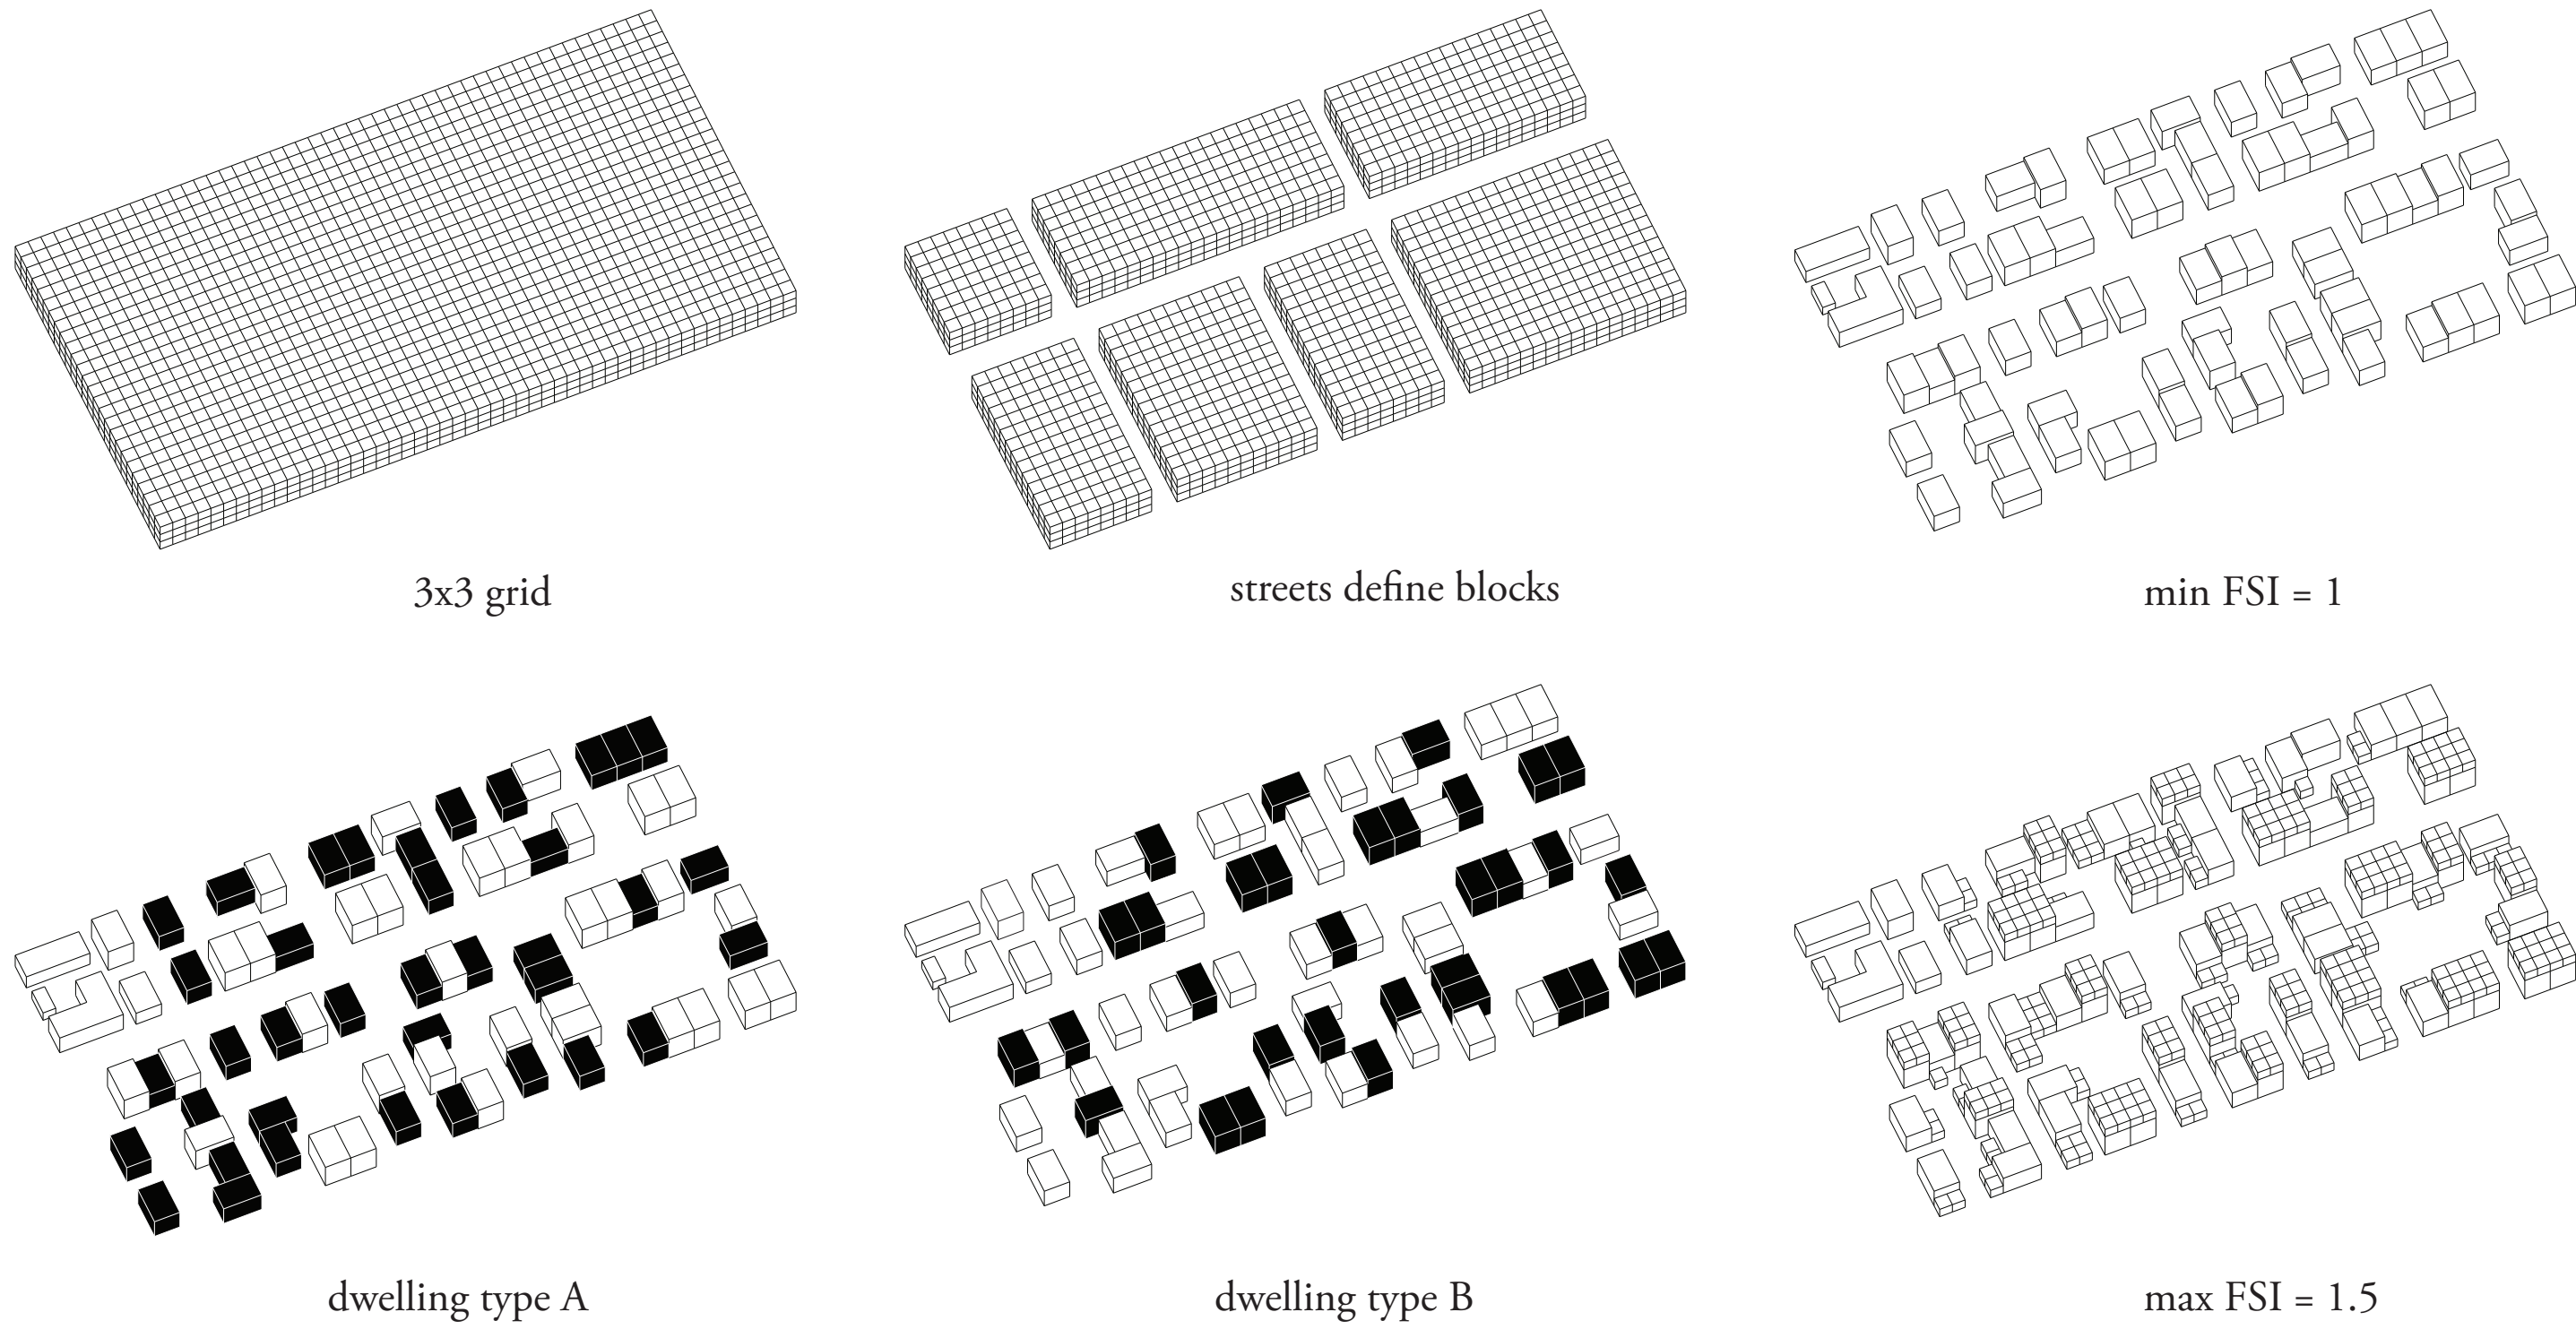 3x3 grid
streets define blocks
min FSI = 1
dwelling type A
dwelling type B
max FSI = 1.5